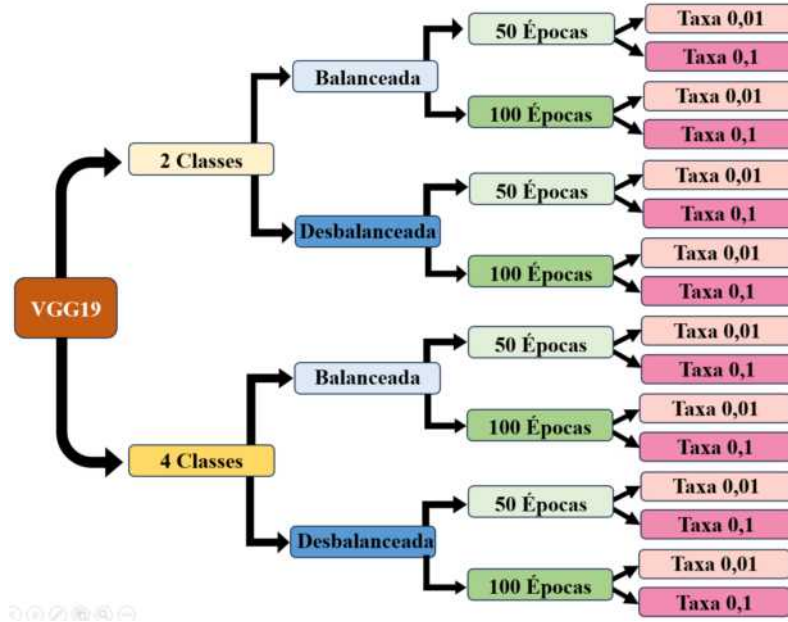 VGG19
2 Classes
Balanceada
50 Épocas
Taxa 0,01
Taxa 0,1
100 Épocas
Taxa 0,01
Taxa 0,1
Desbalanceada
50 Épocas
Taxa 0,01
Taxa 0,1
100 Épocas
Taxa 0,01
Taxa 0,1
4 Classes
Balanceada
50 Épocas
Taxa 0,01
Taxa 0,1
100 Épocas
Taxa 0,01
Taxa 0,1
Desbalanceada
50 Épocas
Taxa 0,01
Taxa 0,1
100 Épocas
Taxa 0,01
Taxa 0,1